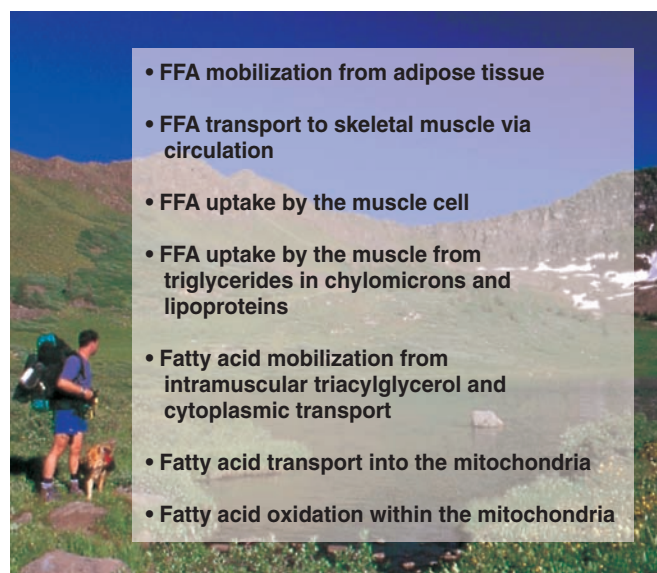 • FFA mobilization from adipose tissue
• FFA transport to skeletal muscle via
circulation
• FFA uptake by the muscle cell
• FFA uptake by the muscle from
triglycerides in chylomicrons and
lipoproteins
• Fatty acid mobilization from
intramuscular triacylglycerol and
cytoplasmic transport
• Fatty acid transport into the mitochondria
• Fatty acid oxidation within the mitochondria